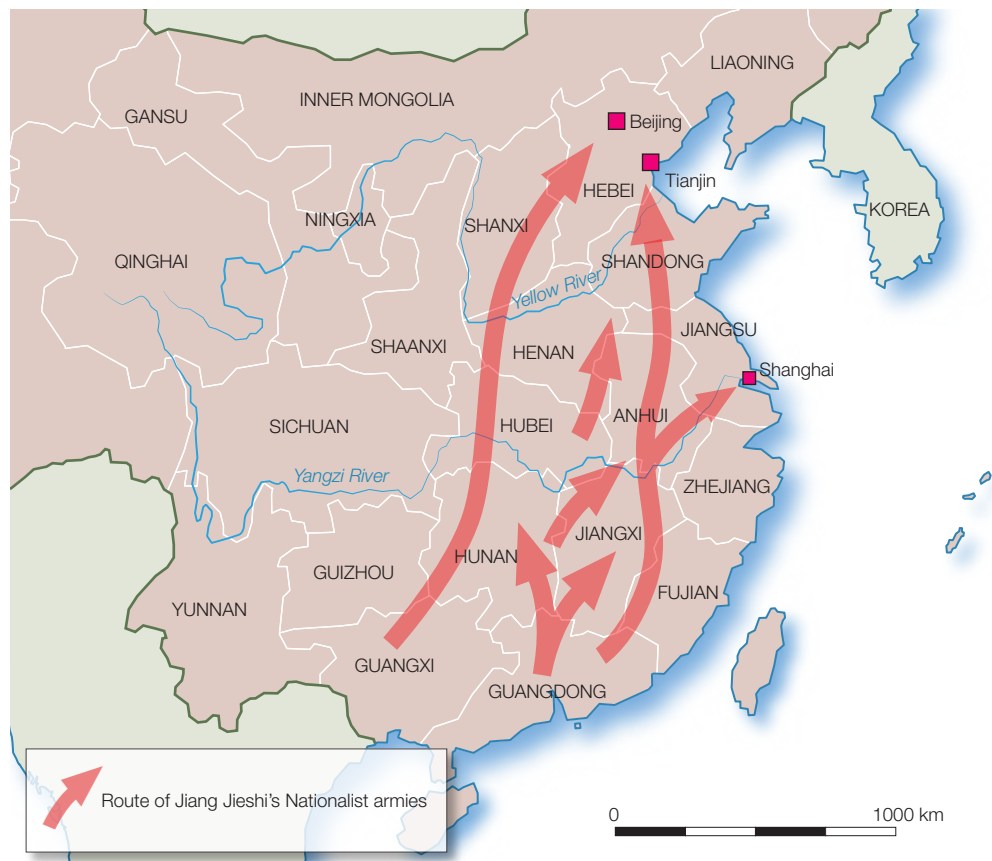 LIAONING
INNER MONGOLIA
GANSU
Beijing
Tianjin
HEBEI
KOREA
NINGXIA
SHANXI
QINGHAI
SHANDONG
Yellow River
JIANGSU
SHAANXI
HENAN
Shanghai
ANHUI
SICHUAN
HUBEI
Yangzi River
ZHEJIANG
JIANGXI
HUNAN
GUIZHOU
FUJIAN
YUNNAN
GUANGXI
GUANGDONG
Route of Jiang Jieshi’s Nationalist armies
0 1000 km